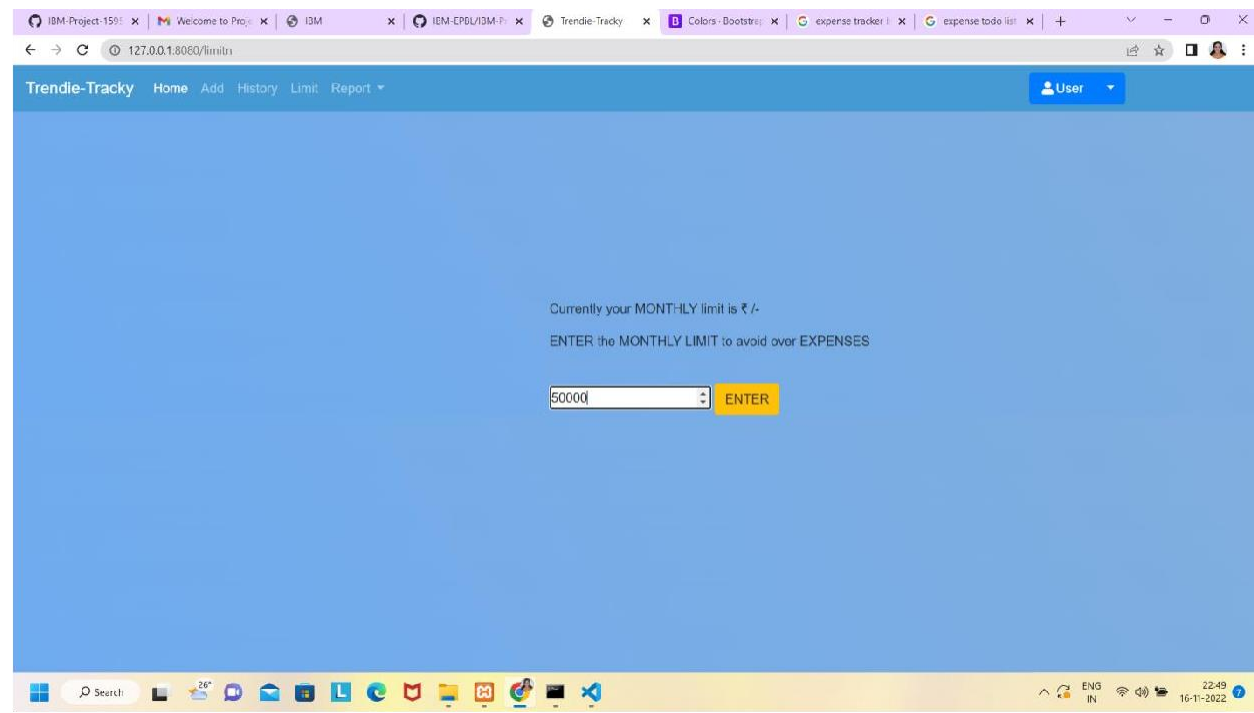 IBM-Project-159 Welcome to Proj IBM IBM-EPBL/IBM-Pr Trendie-Tracky Colors · Bootstrap expense tracker expense todo list
127.0.0.1:8080/limitn
Trendie-Tracky Home Add History Limit Report User
Currently your MONTHLY limit is ₹ /-
ENTER the MONTHLY LIMIT to avoid over EXPENSES
50000 ENTER
Search 26° ENG 22:49
IN 16-11-2022